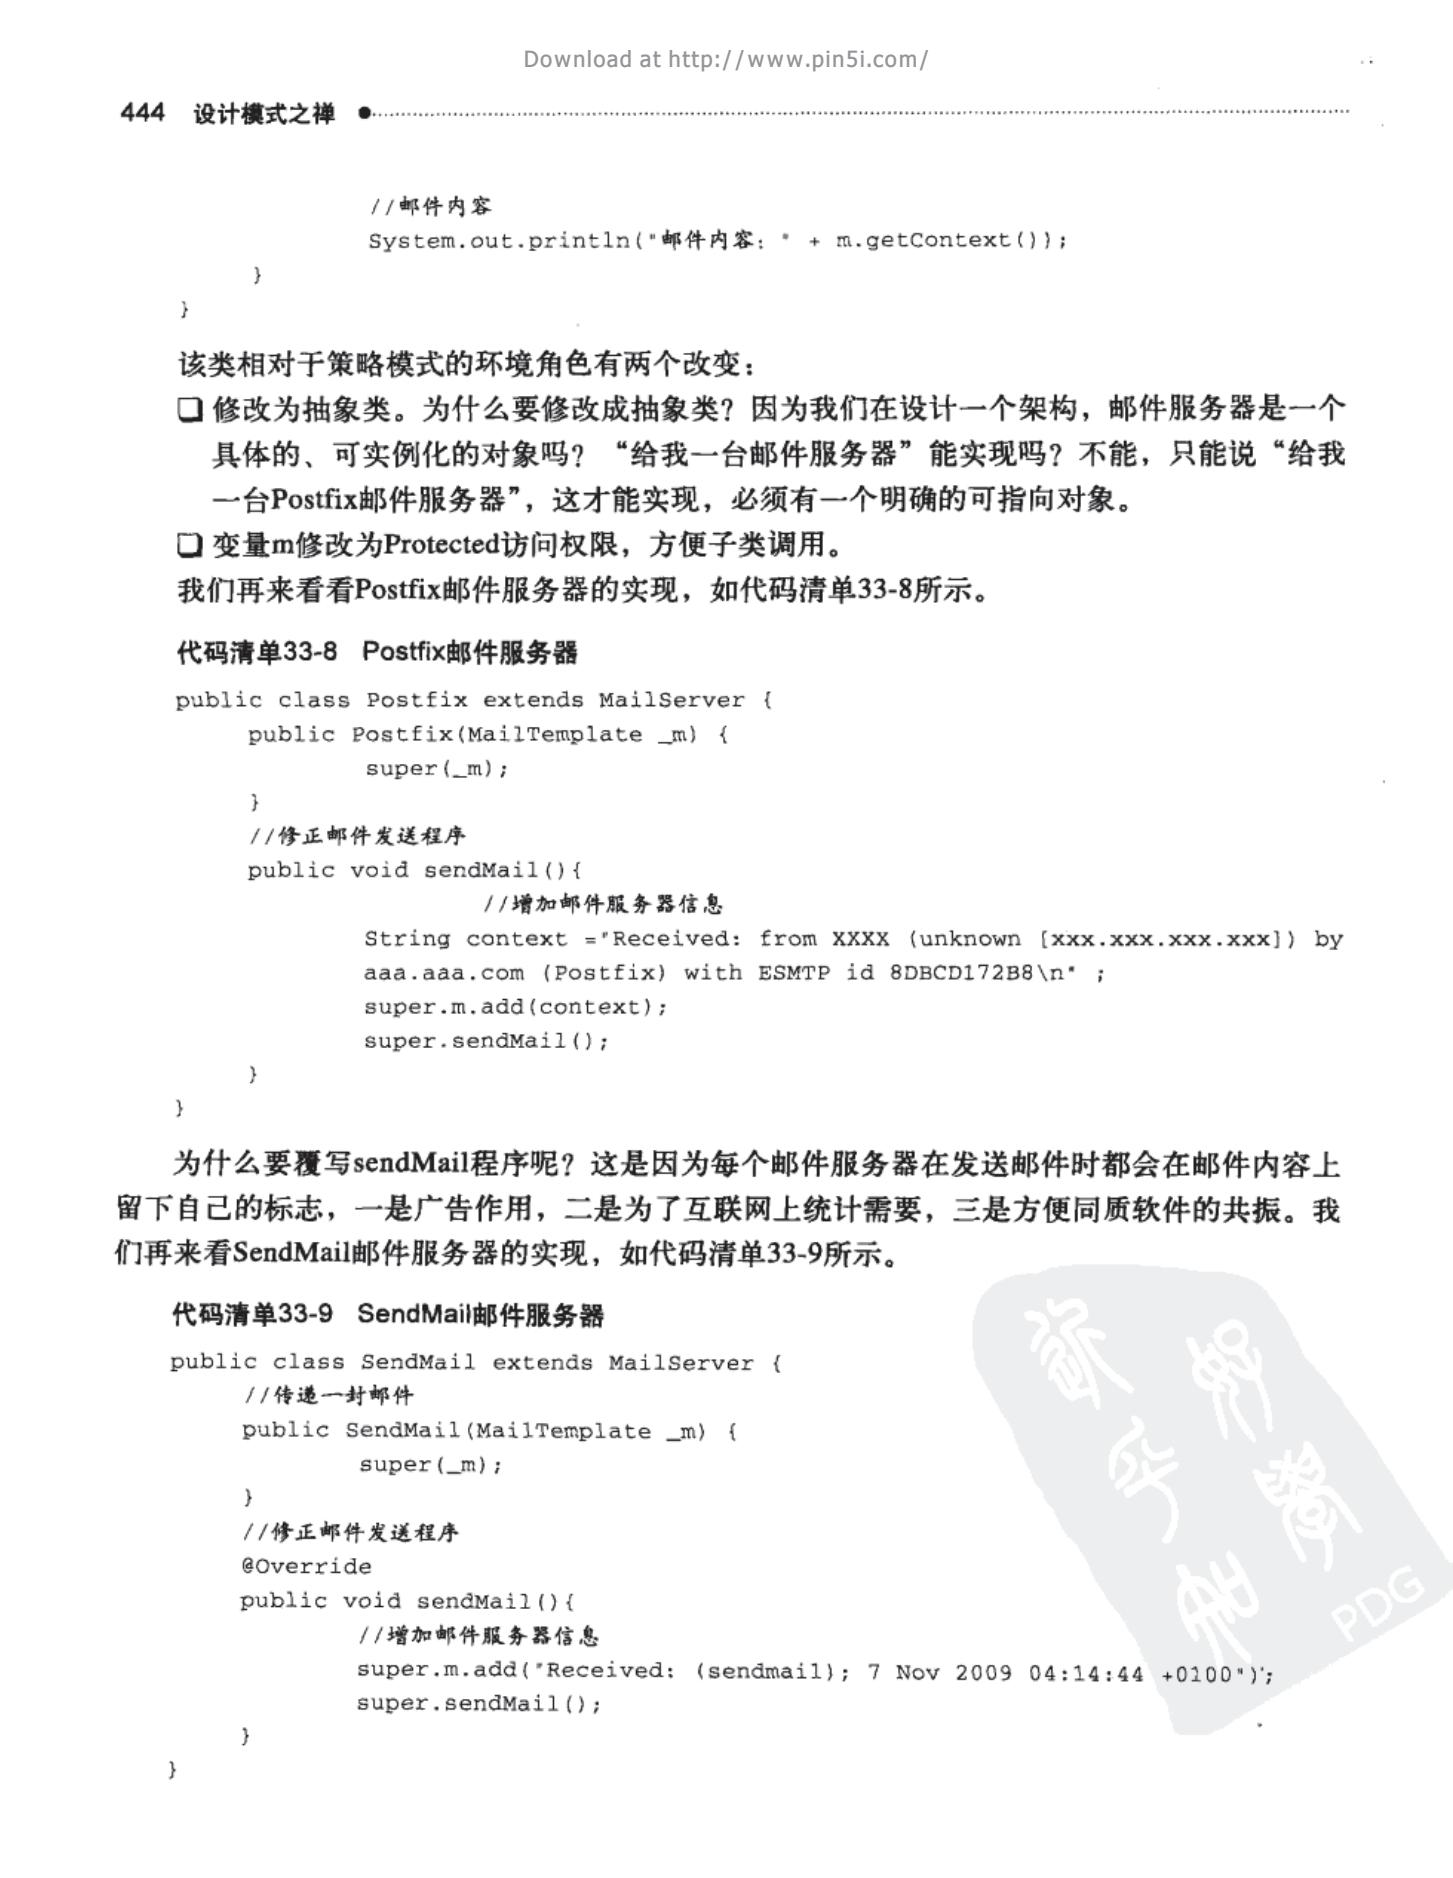 Download at http://www.pin5i.com/
444 设计模式之禅
//邮件内容
System.out.println("邮件内容：" + m.getContext());
}
}
该类相对于策略模式的环境角色有两个改变：
❏ 修改为抽象类。为什么要修改成抽象类？因为我们在设计一个架构，邮件服务器是一个
具体的、可实例化的对象吗？“给我一台邮件服务器”能实现吗？不能，只能说“给我
一台Postfix邮件服务器”，这才能实现，必须有一个明确的可指向对象。
❏ 变量m修改为Protected访问权限，方便子类调用。
我们再来看看Postfix邮件服务器的实现，如代码清单33-8所示。
代码清单33-8 Postfix邮件服务器
public class Postfix extends MailServer {
public Postfix(MailTemplate _m) {
super(_m);
}
//修正邮件发送程序
public void sendMail(){
//增加邮件服务器信息
String context ="Received: from XXXX (unknown [xxx.xxx.xxx.xxx]) by
aaa.aaa.com (Postfix) with ESMTP id 8DBCD172B8\n" ;
super.m.add(context);
super.sendMail();
}
}
为什么要覆写sendMail程序呢？这是因为每个邮件服务器在发送邮件时都会在邮件内容上
留下自己的标志，一是广告作用，二是为了互联网上统计需要，三是方便同质软件的共振。我
们再来看SendMail邮件服务器的实现，如代码清单33-9所示。
代码清单33-9 SendMail邮件服务器
public class SendMail extends MailServer {
//传递一封邮件
public SendMail(MailTemplate _m) {
super(_m);
}
//修正邮件发送程序
@Override
public void sendMail(){
//增加邮件服务器信息
super.m.add("Received: (sendmail); 7 Nov 2009 04:14:44 +0100");
super.sendMail();
}
}
PDG